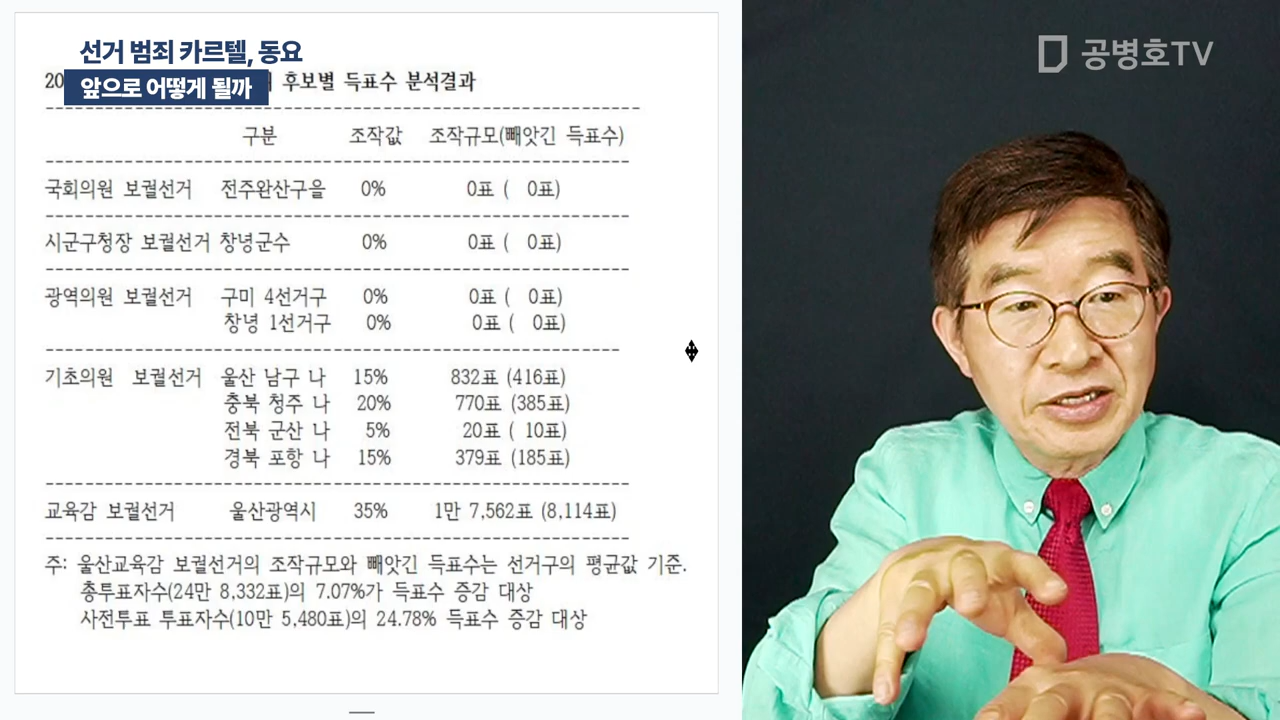 선거 범죄 카르텔, 동요
앞으로 어떻게 될까
20 후보별 득표수 분석결과
구분 조작값 조작규모(빼앗긴 득표수)
국회의원 보궐선거 전주완산구을 0% 0표 ( 0표)
시군구청장 보궐선거 창녕군수 0% 0표 ( 0표)
광역의원 보궐선거 구미 4선거구 0% 0표 ( 0표)
창녕 1선거구 0% 0표 ( 0표)
기초의원 보궐선거 울산 남구 나 15% 832표 (416표)
충북 청주 나 20% 770표 (385표)
전북 군산 나 5% 20표 ( 10표)
경북 포항 나 15% 379표 (185표)
교육감 보궐선거 울산광역시 35% 1만 7,562표 (8,114표)
주: 울산교육감 보궐선거의 조작규모와 빼앗긴 득표수는 선거구의 평균값 기준.
총투표자수(24만 8,332표)의 7.07%가 득표수 증감 대상
사전투표 투표자수(10만 5,480표)의 24.78% 득표수 증감 대상
공병호TV